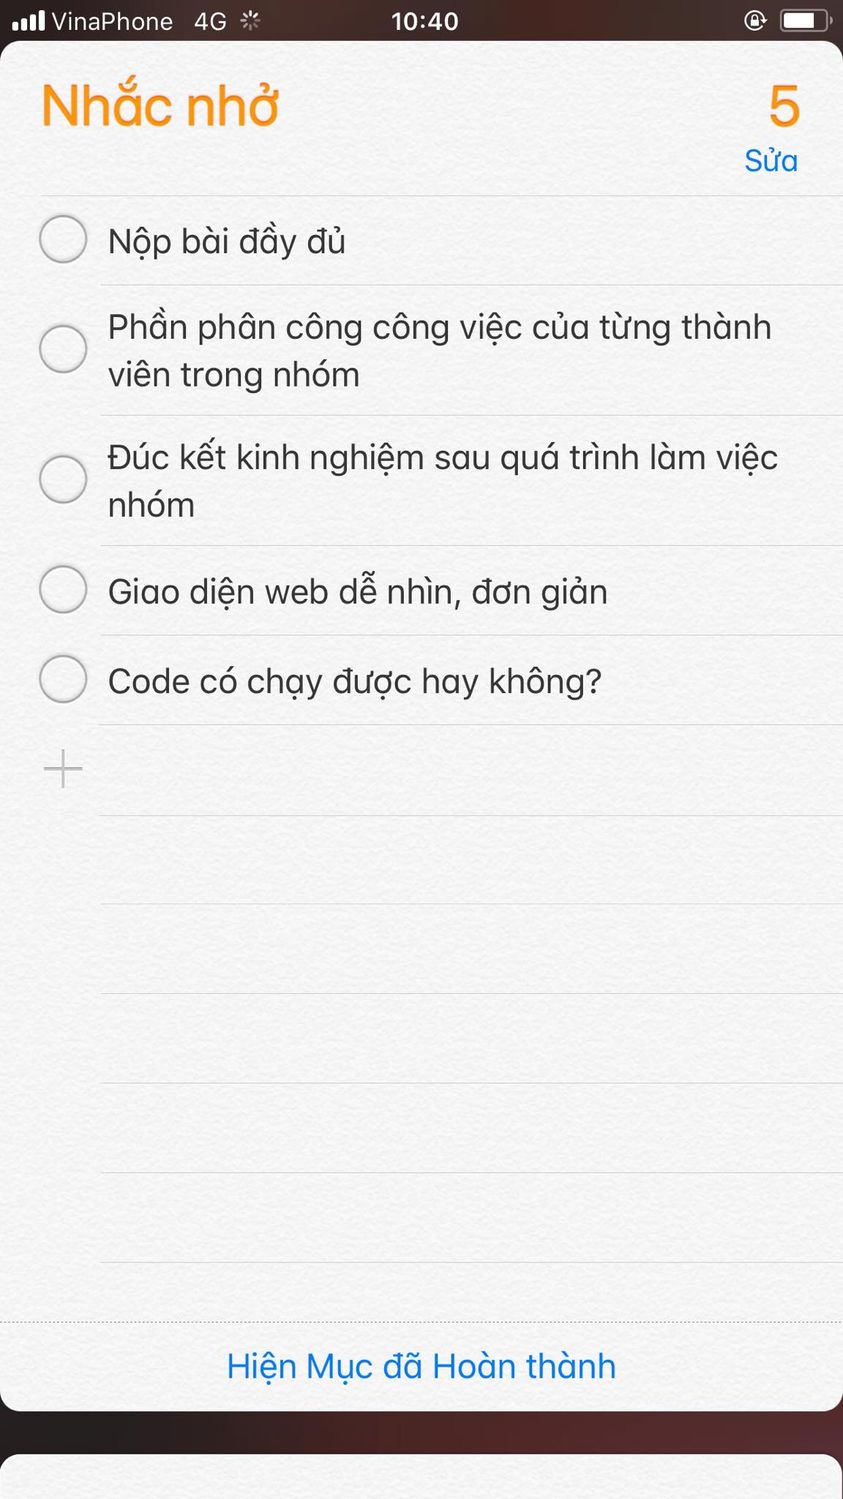 VinaPhone 4G 10:40
Nhắc nhở 5
Sửa
Nộp bài đầy đủ
Phần phân công công việc của từng thành
viên trong nhóm
Đúc kết kinh nghiệm sau quá trình làm việc
nhóm
Giao diện web dễ nhìn, đơn giản
Code có chạy được hay không?
Hiện Mục đã Hoàn thành